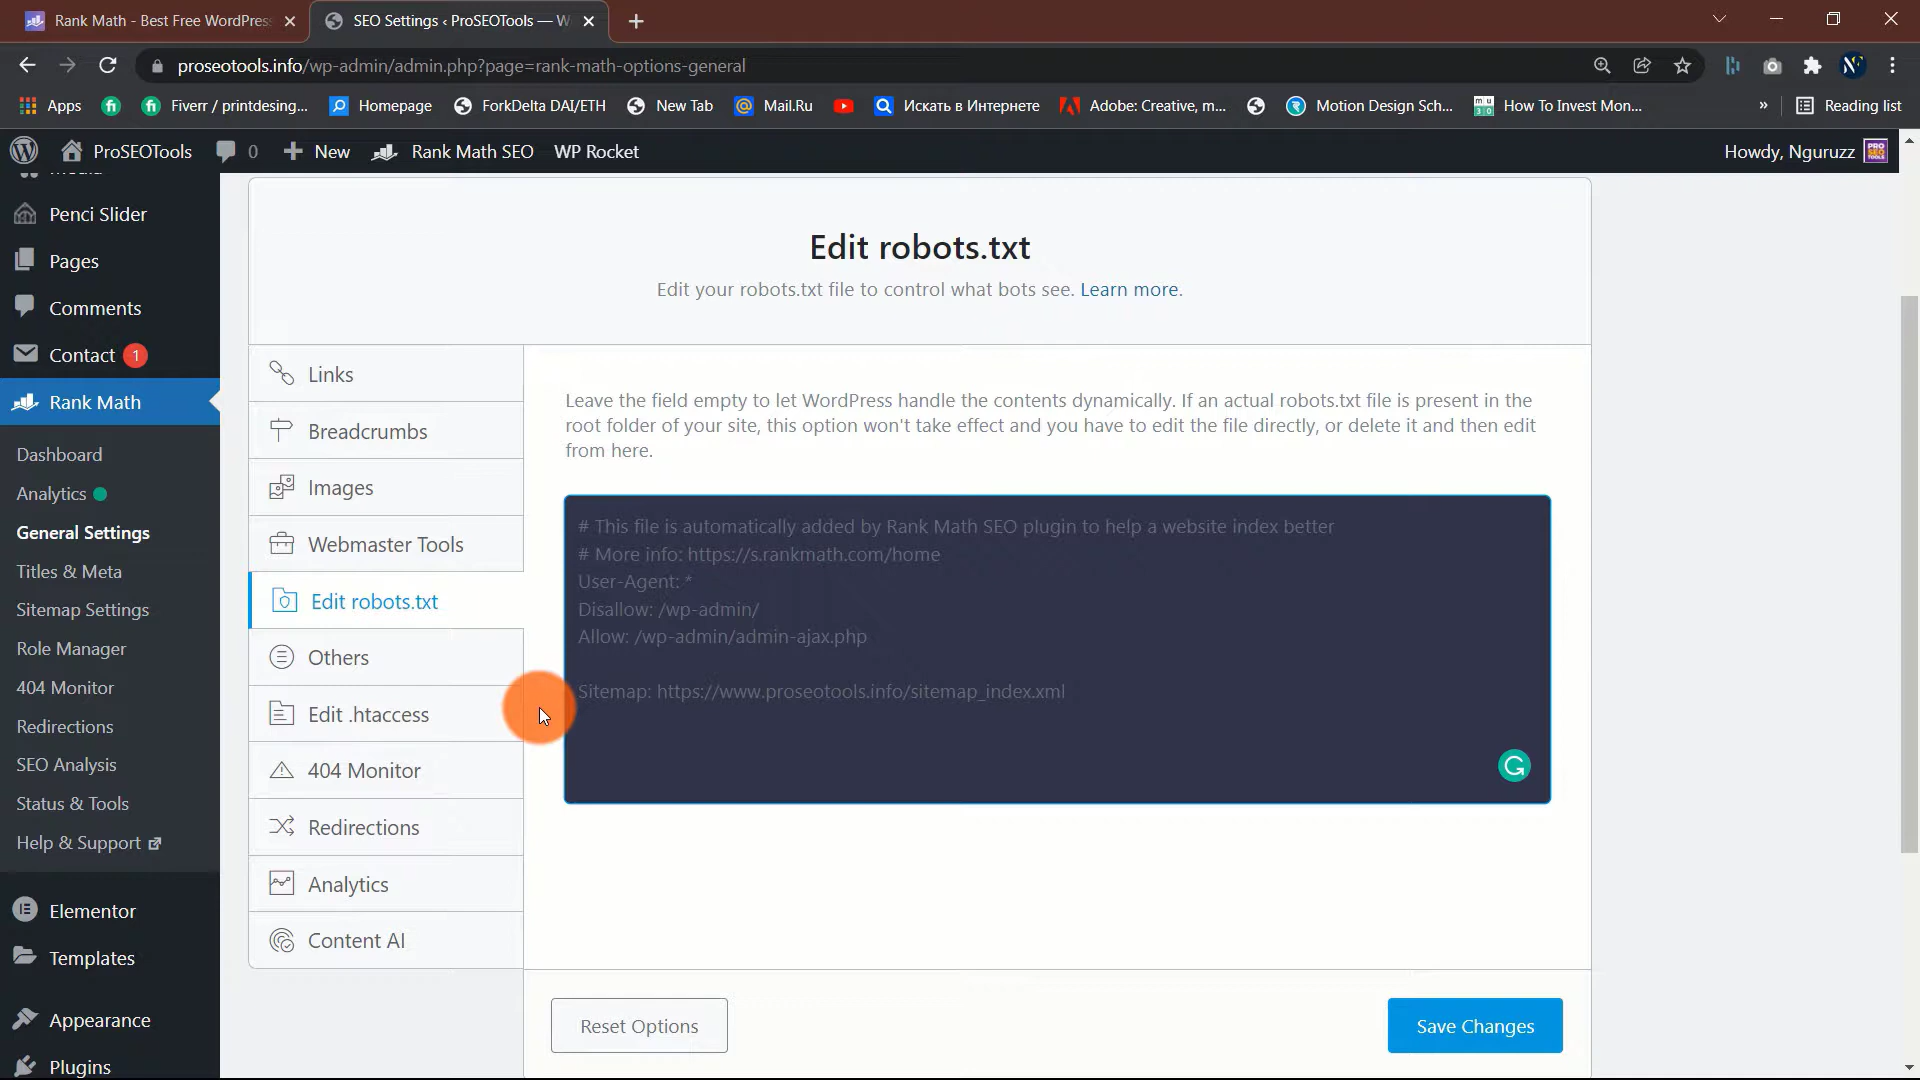 Rank Math - Best Free WordPress
SEO Settings ‹ ProSEOTools — W
proseotools.info/wp-admin/admin.php?page=rank-math-options-general
Apps
Fiverr / printdesing...
Homepage
ForkDelta DAI/ETH
New Tab
Mail.Ru
Искать в Интернете
Adobe: Creative, m...
Motion Design Sch...
How To Invest Mon...
»
Reading list
ProSEOTools
0
New
Rank Math SEO
WP Rocket
Howdy, Nguruzz
Penci Slider
Pages
Comments
Contact 1
Rank Math
Dashboard
Analytics
General Settings
Titles & Meta
Sitemap Settings
Role Manager
404 Monitor
Redirections
SEO Analysis
Status & Tools
Help & Support
Elementor
Templates
Appearance
Plugins
Edit robots.txt
Edit your robots.txt file to control what bots see. Learn more.
Links
Breadcrumbs
Images
Webmaster Tools
Edit robots.txt
Others
Edit .htaccess
404 Monitor
Redirections
Analytics
Content AI
Leave the field empty to let WordPress handle the contents dynamically. If an actual robots.txt file is present in the
root folder of your site, this option won't take effect and you have to edit the file directly, or delete it and then edit
from here.
# This file is automatically added by Rank Math SEO plugin to help a website index better
# More info: https://s.rankmath.com/home
User-Agent: *
Disallow: /wp-admin/
Allow: /wp-admin/admin-ajax.php
Sitemap: https://www.proseotools.info/sitemap_index.xml
Reset Options
Save Changes